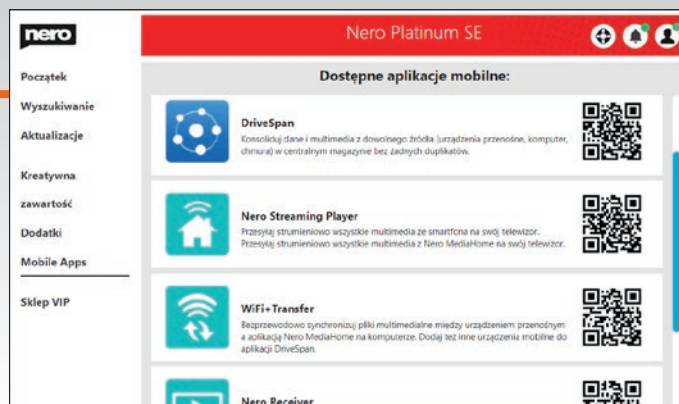 nero
Nero Platinum SE
Początek
Wyszukiwanie
Aktualizacje
Kreatywna
zawartość
Dodatki
Mobile Apps
Sklep VIP
Dostępne aplikacje mobilne:
DriveSpan
Konsoliduj dane i multimedia z dowolnego źródła (urządzenia przenośne, komputer,
chmura) w centralnym magazynie bez żadnych duplikatów.
Nero Streaming Player
Przesyłaj strumieniowo wszystkie multimedia ze smartfona na swój telewizor.
Przesyłaj strumieniowo wszystkie multimedia z Nero MediaHome na swój telewizor.
WiFi+Transfer
Bezprzewodowo synchronizuj pliki multimedialne między urządzeniem przenośnym
a aplikacją Nero MediaHome na komputerze. Dodaj też inne urządzenia mobilne do
aplikacji DriveSpan.
Nero Receiver